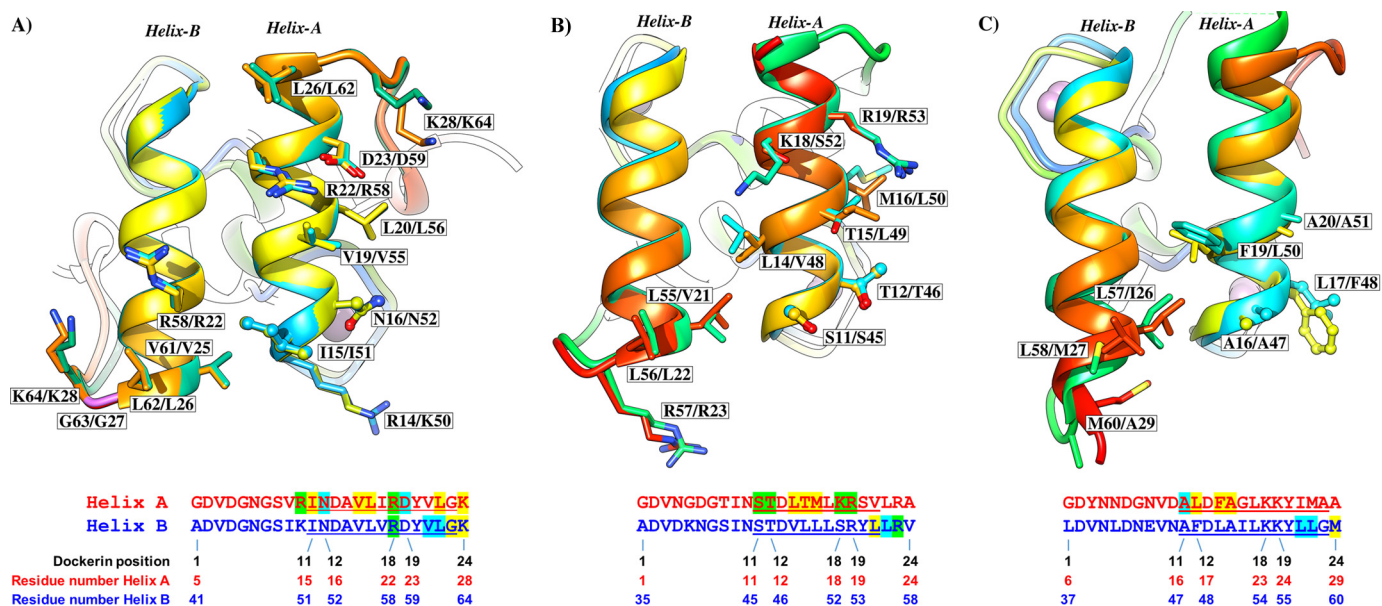 A)
Helix-B
Helix-A
L26/L62
K28/K64
D23/D59
R22/R58
L20/L56
V19/V55
N16/N52
R58/R22
I15/I51
V61/V25
K64/K28
L62/L26
G63/G27
R14/K50
B)
Helix-B
Helix-A
R19/R53
K18/S52
M16/L50
T15/L49
L14/V48
T12/T46
L55/V21
S11/S45
L56/L22
R57/R23
C)
Helix-B
Helix-A
A20/A51
F19/L50
L17/F48
L57/I26
A16/A47
L58/M27
M60/A29
Helix A GDVDGNGSVRINDAVLIRDYVLGK
Helix B ADVDGNGSIKINDAVLVRDYVLGK
Dockerin position 1 11 12 18 19 24
Residue number Helix A 5 15 16 22 23 28
Residue number Helix B 41 51 52 58 59 64
GDVNGDGTINSTDLTMLKRSVLRA
ADVDKNGSINSTDVLLLSRYLLRV
1 11 12 18 19 24
1 11 12 18 19 24
35 45 46 52 53 58
GDYNNDGNVDALDFAGLKKYIMAA
LDVNLDNEVNAFDLAILKKYLLGM
1 11 12 18 19 24
6 16 17 23 24 29
37 47 48 54 55 60